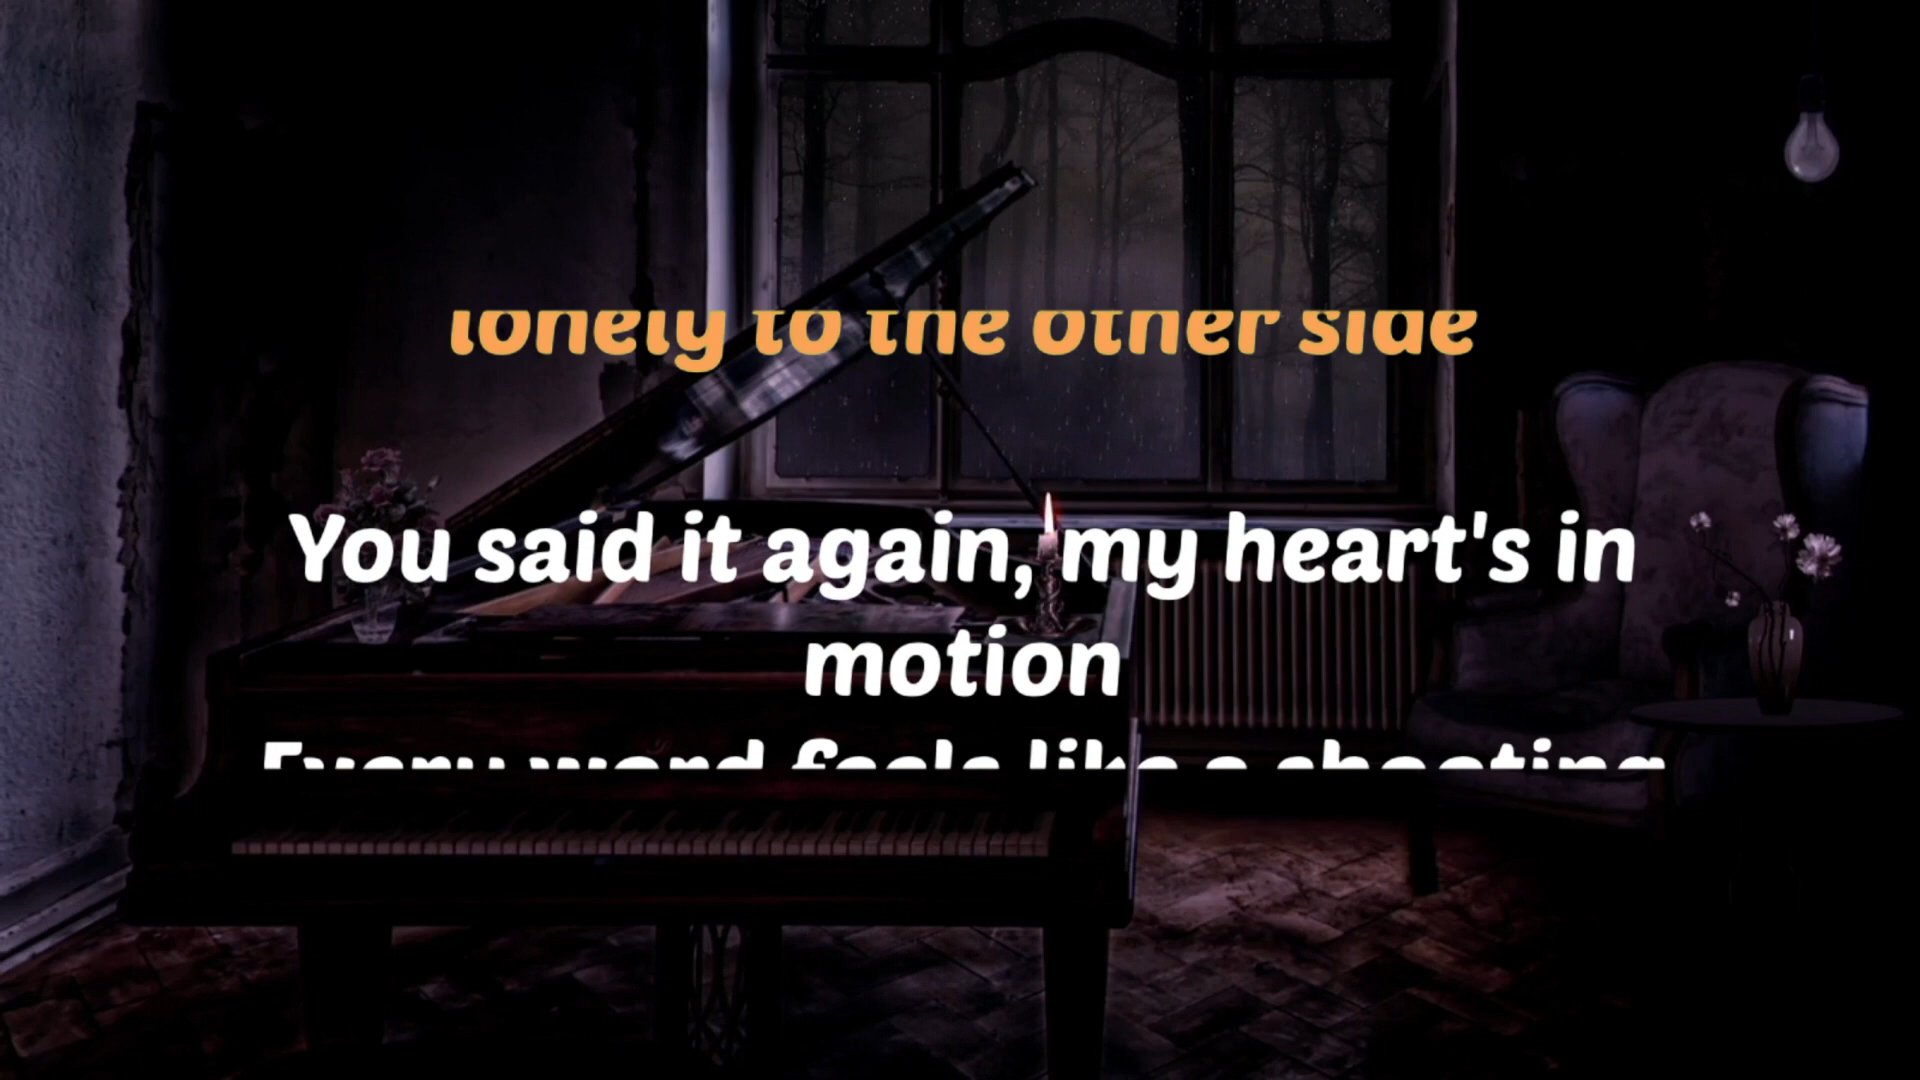 lonely to the other side
You said it again, my heart's in
motion
Every word feels like a shooting